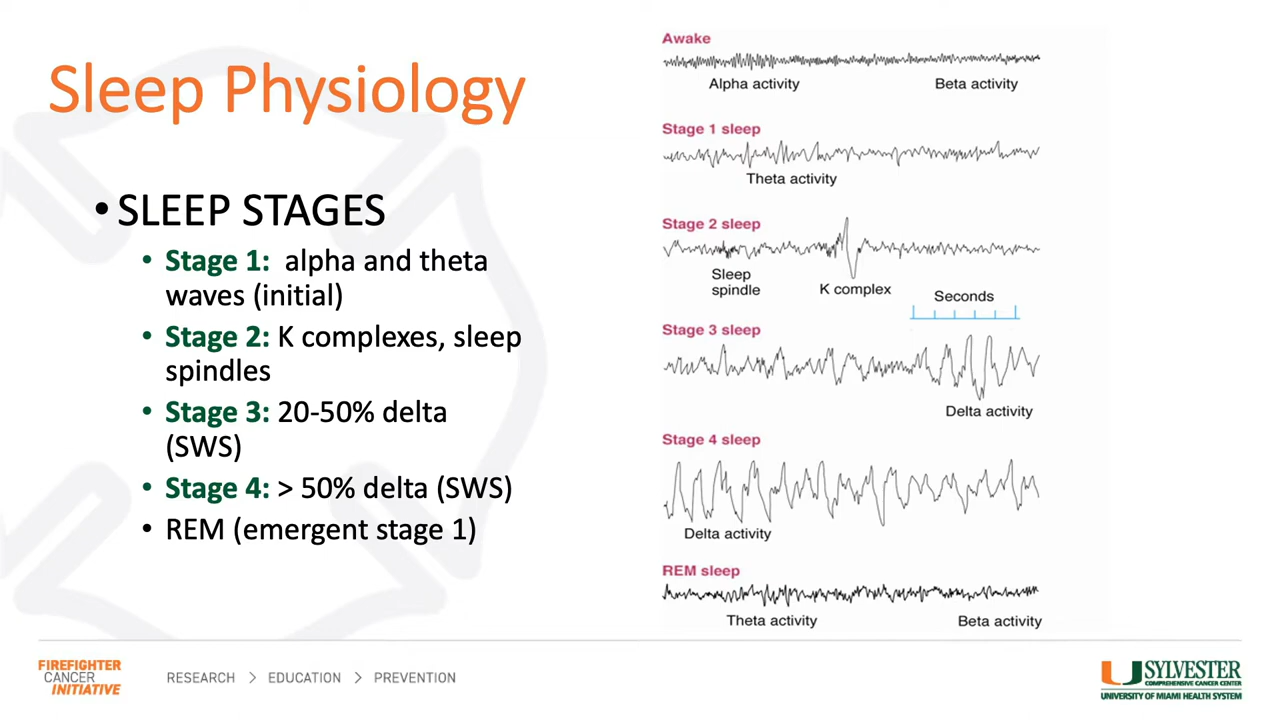 Sleep Physiology
• SLEEP STAGES
• Stage 1: alpha and theta
waves (initial)
• Stage 2: K complexes, sleep
spindles
• Stage 3: 20-50% delta
(SWS)
• Stage 4: > 50% delta (SWS)
• REM (emergent stage 1)
Awake
Alpha activity
Beta activity
Stage 1 sleep
Theta activity
Stage 2 sleep
Sleep
spindle
K complex
Seconds
Stage 3 sleep
Delta activity
Stage 4 sleep
Delta activity
REM sleep
Theta activity
Beta activity
FIREFIGHTER
CANCER
INITIATIVE
RESEARCH > EDUCATION > PREVENTION
SYLVESTER
COMPREHENSIVE CANCER CENTER
UNIVERSITY OF MIAMI HEALTH SYSTEM